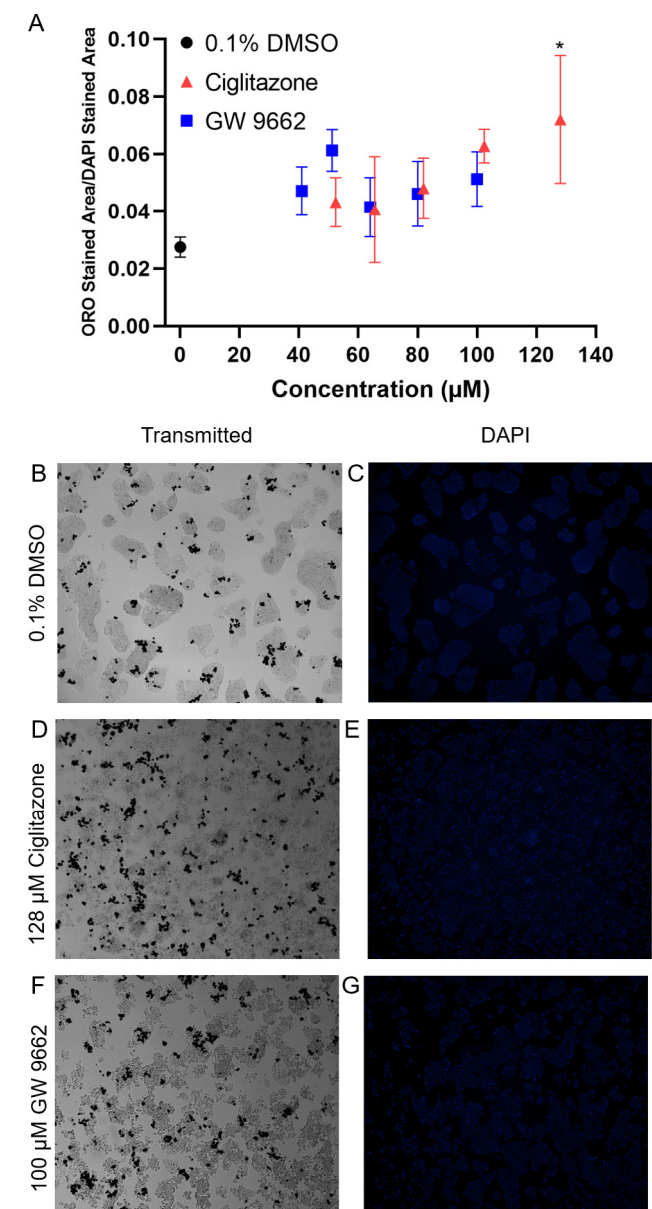 A
ORO Stained Area/DAPI Stained Area
0.10
0.08
0.06
0.04
0.02
0.00
0.1% DMSO
Ciglitazone
GW 9662
*
0 20 40 60 80 100 120 140
Concentration (µM)
Transmitted DAPI
0.1% DMSO
B C
128 µM Ciglitazone
D E
100 µM GW 9662
F G